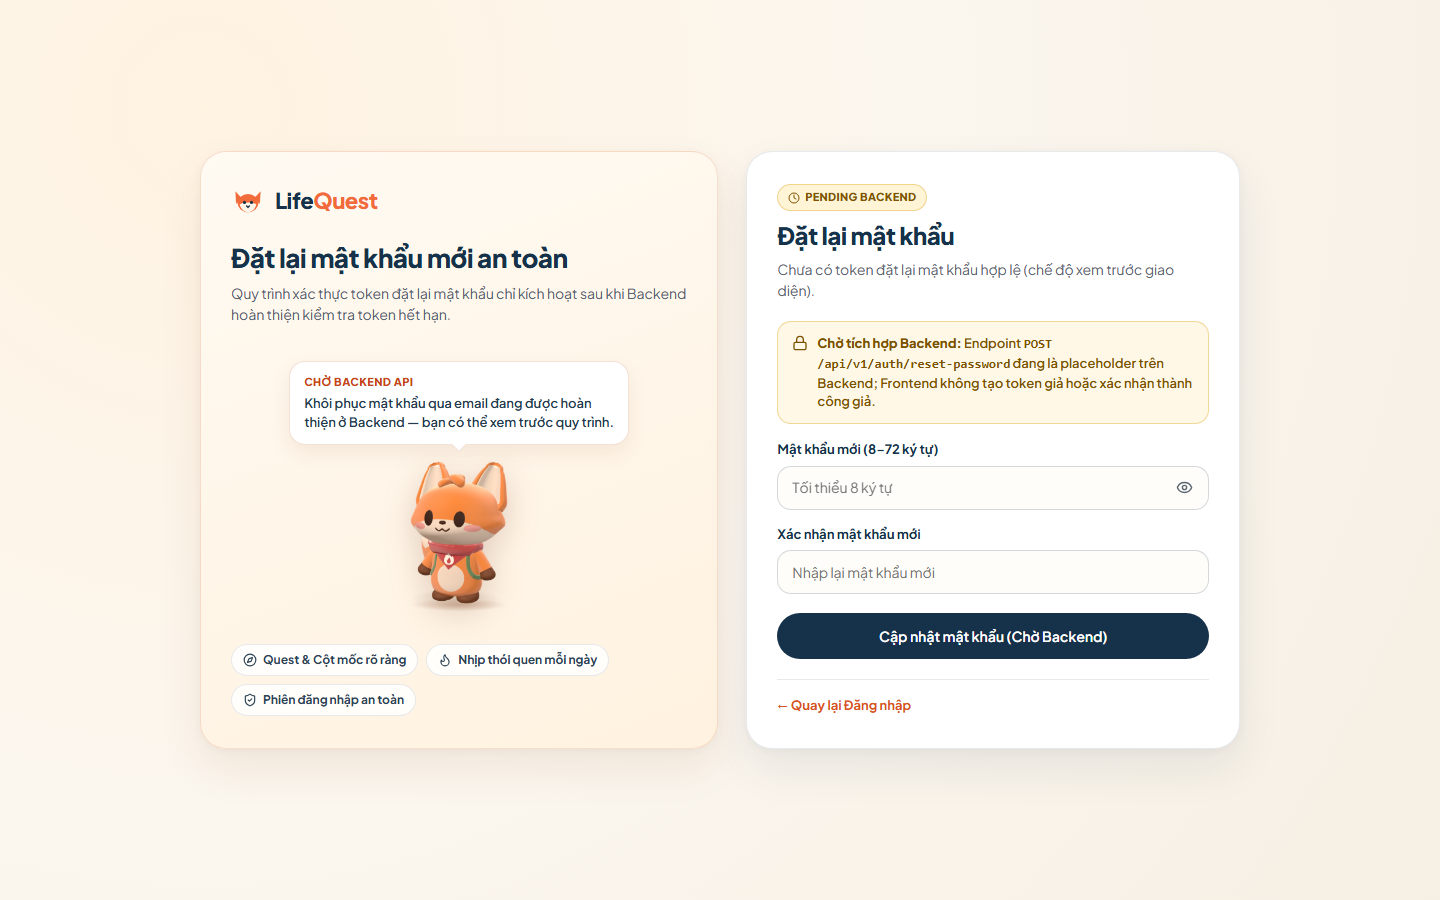 LifeQuest
Đặt lại mật khẩu mới an toàn
Quy trình xác thực token đặt lại mật khẩu chỉ kích hoạt sau khi Backend
hoàn thiện kiểm tra token hết hạn.
CHỜ BACKEND API
Khôi phục mật khẩu qua email đang được hoàn
thiện ở Backend — bạn có thể xem trước quy trình.
Quest & Cột mốc rõ ràng
Nhịp thói quen mỗi ngày
Phiên đăng nhập an toàn
PENDING BACKEND
Đặt lại mật khẩu
Chưa có token đặt lại mật khẩu hợp lệ (chế độ xem trước giao
diện).
Chờ tích hợp Backend: Endpoint POST
/api/v1/auth/reset-password đang là placeholder trên
Backend; Frontend không tạo token giả hoặc xác nhận thành
công giả.
Mật khẩu mới (8–72 ký tự)
Tối thiểu 8 ký tự
Xác nhận mật khẩu mới
Nhập lại mật khẩu mới
Cập nhật mật khẩu (Chờ Backend)
← Quay lại Đăng nhập